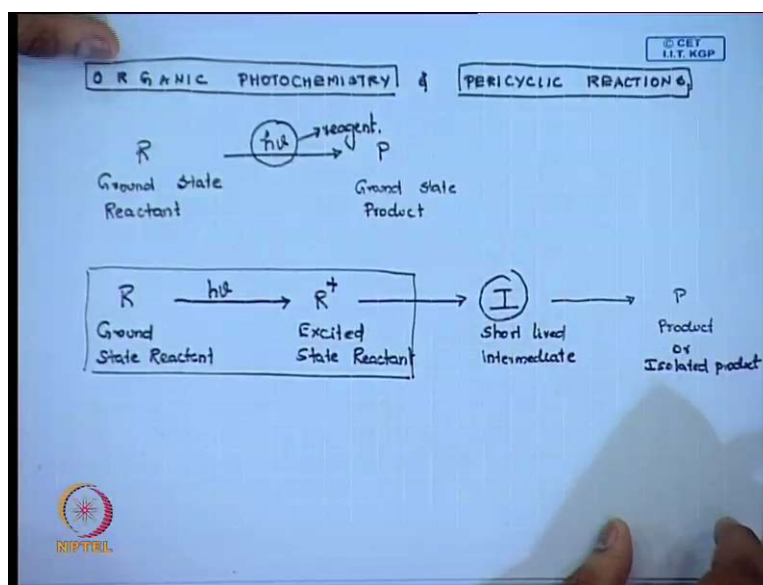 © CET
I.I.T. KGP
ORGANIC PHOTOCHEMISTRY & PERICYCLIC REACTIONS
R hν reagent. P
Ground State Reactant
Ground State Product
R hν R‡ I P
Ground State Reactant
Excited State Reactant
Short lived Intermediate
Product or Isolated product
NPTEL